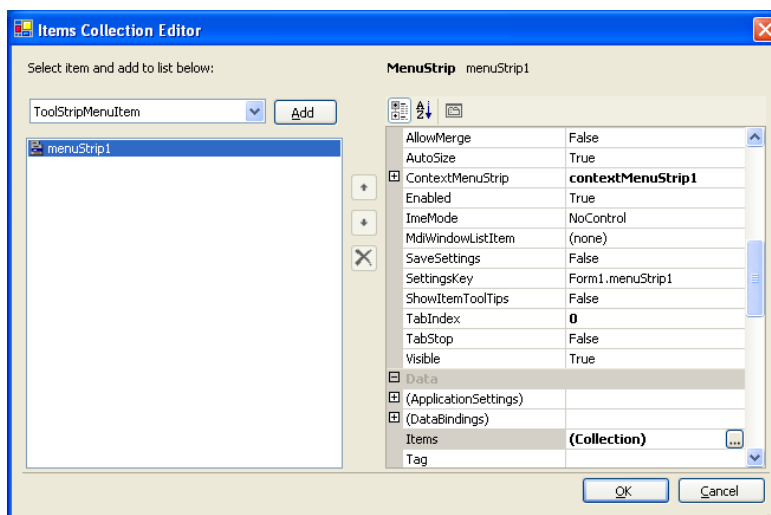 Items Collection Editor
Select item and add to list below:
MenuStrip menuStrip1
ToolStripMenuItem
Add
menuStrip1
AllowMerge False
AutoSize True
ContextMenuStrip contextMenuStrip1
Enabled True
ImeMode NoControl
MdiWindowListItem (none)
SaveSettings False
SettingsKey Form1.menuStrip1
ShowItemToolTips False
TabIndex 0
TabStop False
Visible True
Data
(ApplicationSettings)
(DataBindings)
Items (Collection) ...
Tag
OK Cancel